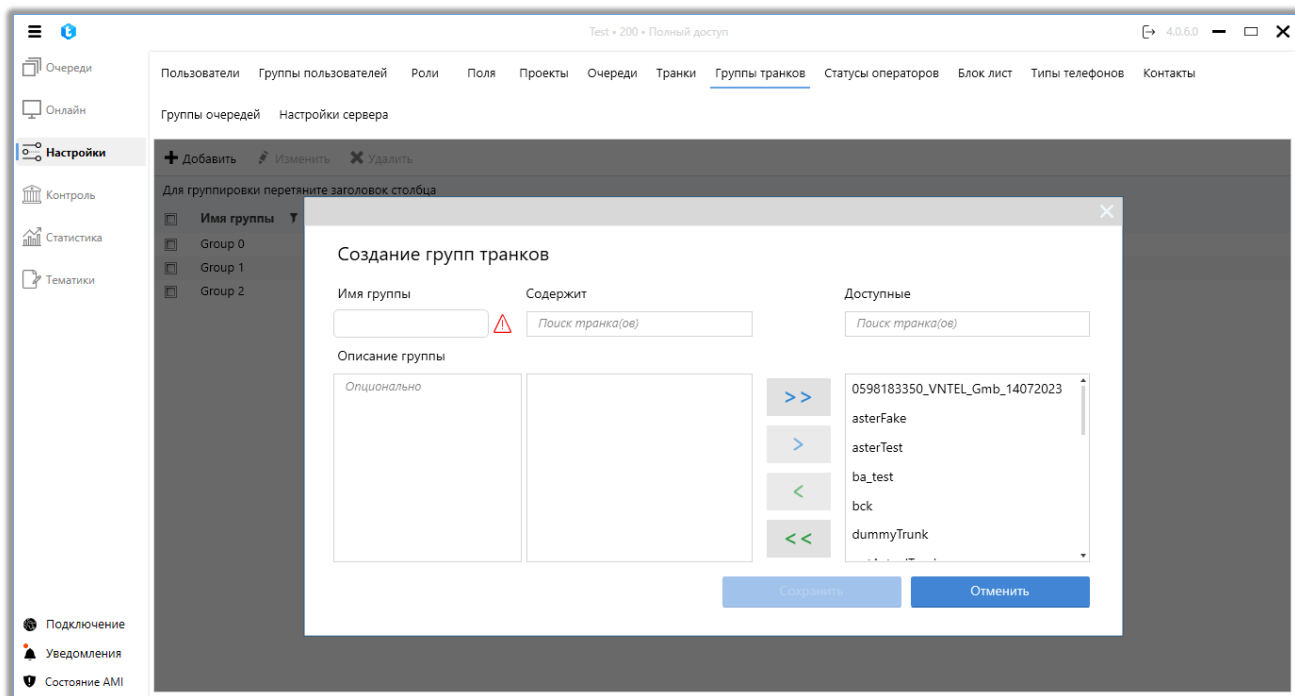 Test • 200 • Полный доступ
4.0.6.0
Очереди
Онлайн
Настройки
Контроль
Статистика
Тематики
Пользователи Группы пользователей Роли Поля Проекты Очереди Транки Группы транков Статусы операторов Блок лист Типы телефонов Контакты
Группы очередей Настройки сервера
Добавить Изменить Удалить
Для группировки перетяните заголовок столбца
Имя группы
Group 0
Group 1
Group 2
Создание групп транков
Имя группы Содержит Доступные
Поиск транка(ов) Поиск транка(ов)
Описание группы
Опционально
>>
>
<
<<
0598183350_VNTEL_Gmb_14072023
asterFake
asterTest
ba_test
bck
dummyTrunk
Сохранить Отменить
Подключение
Уведомления
Состояние AMI